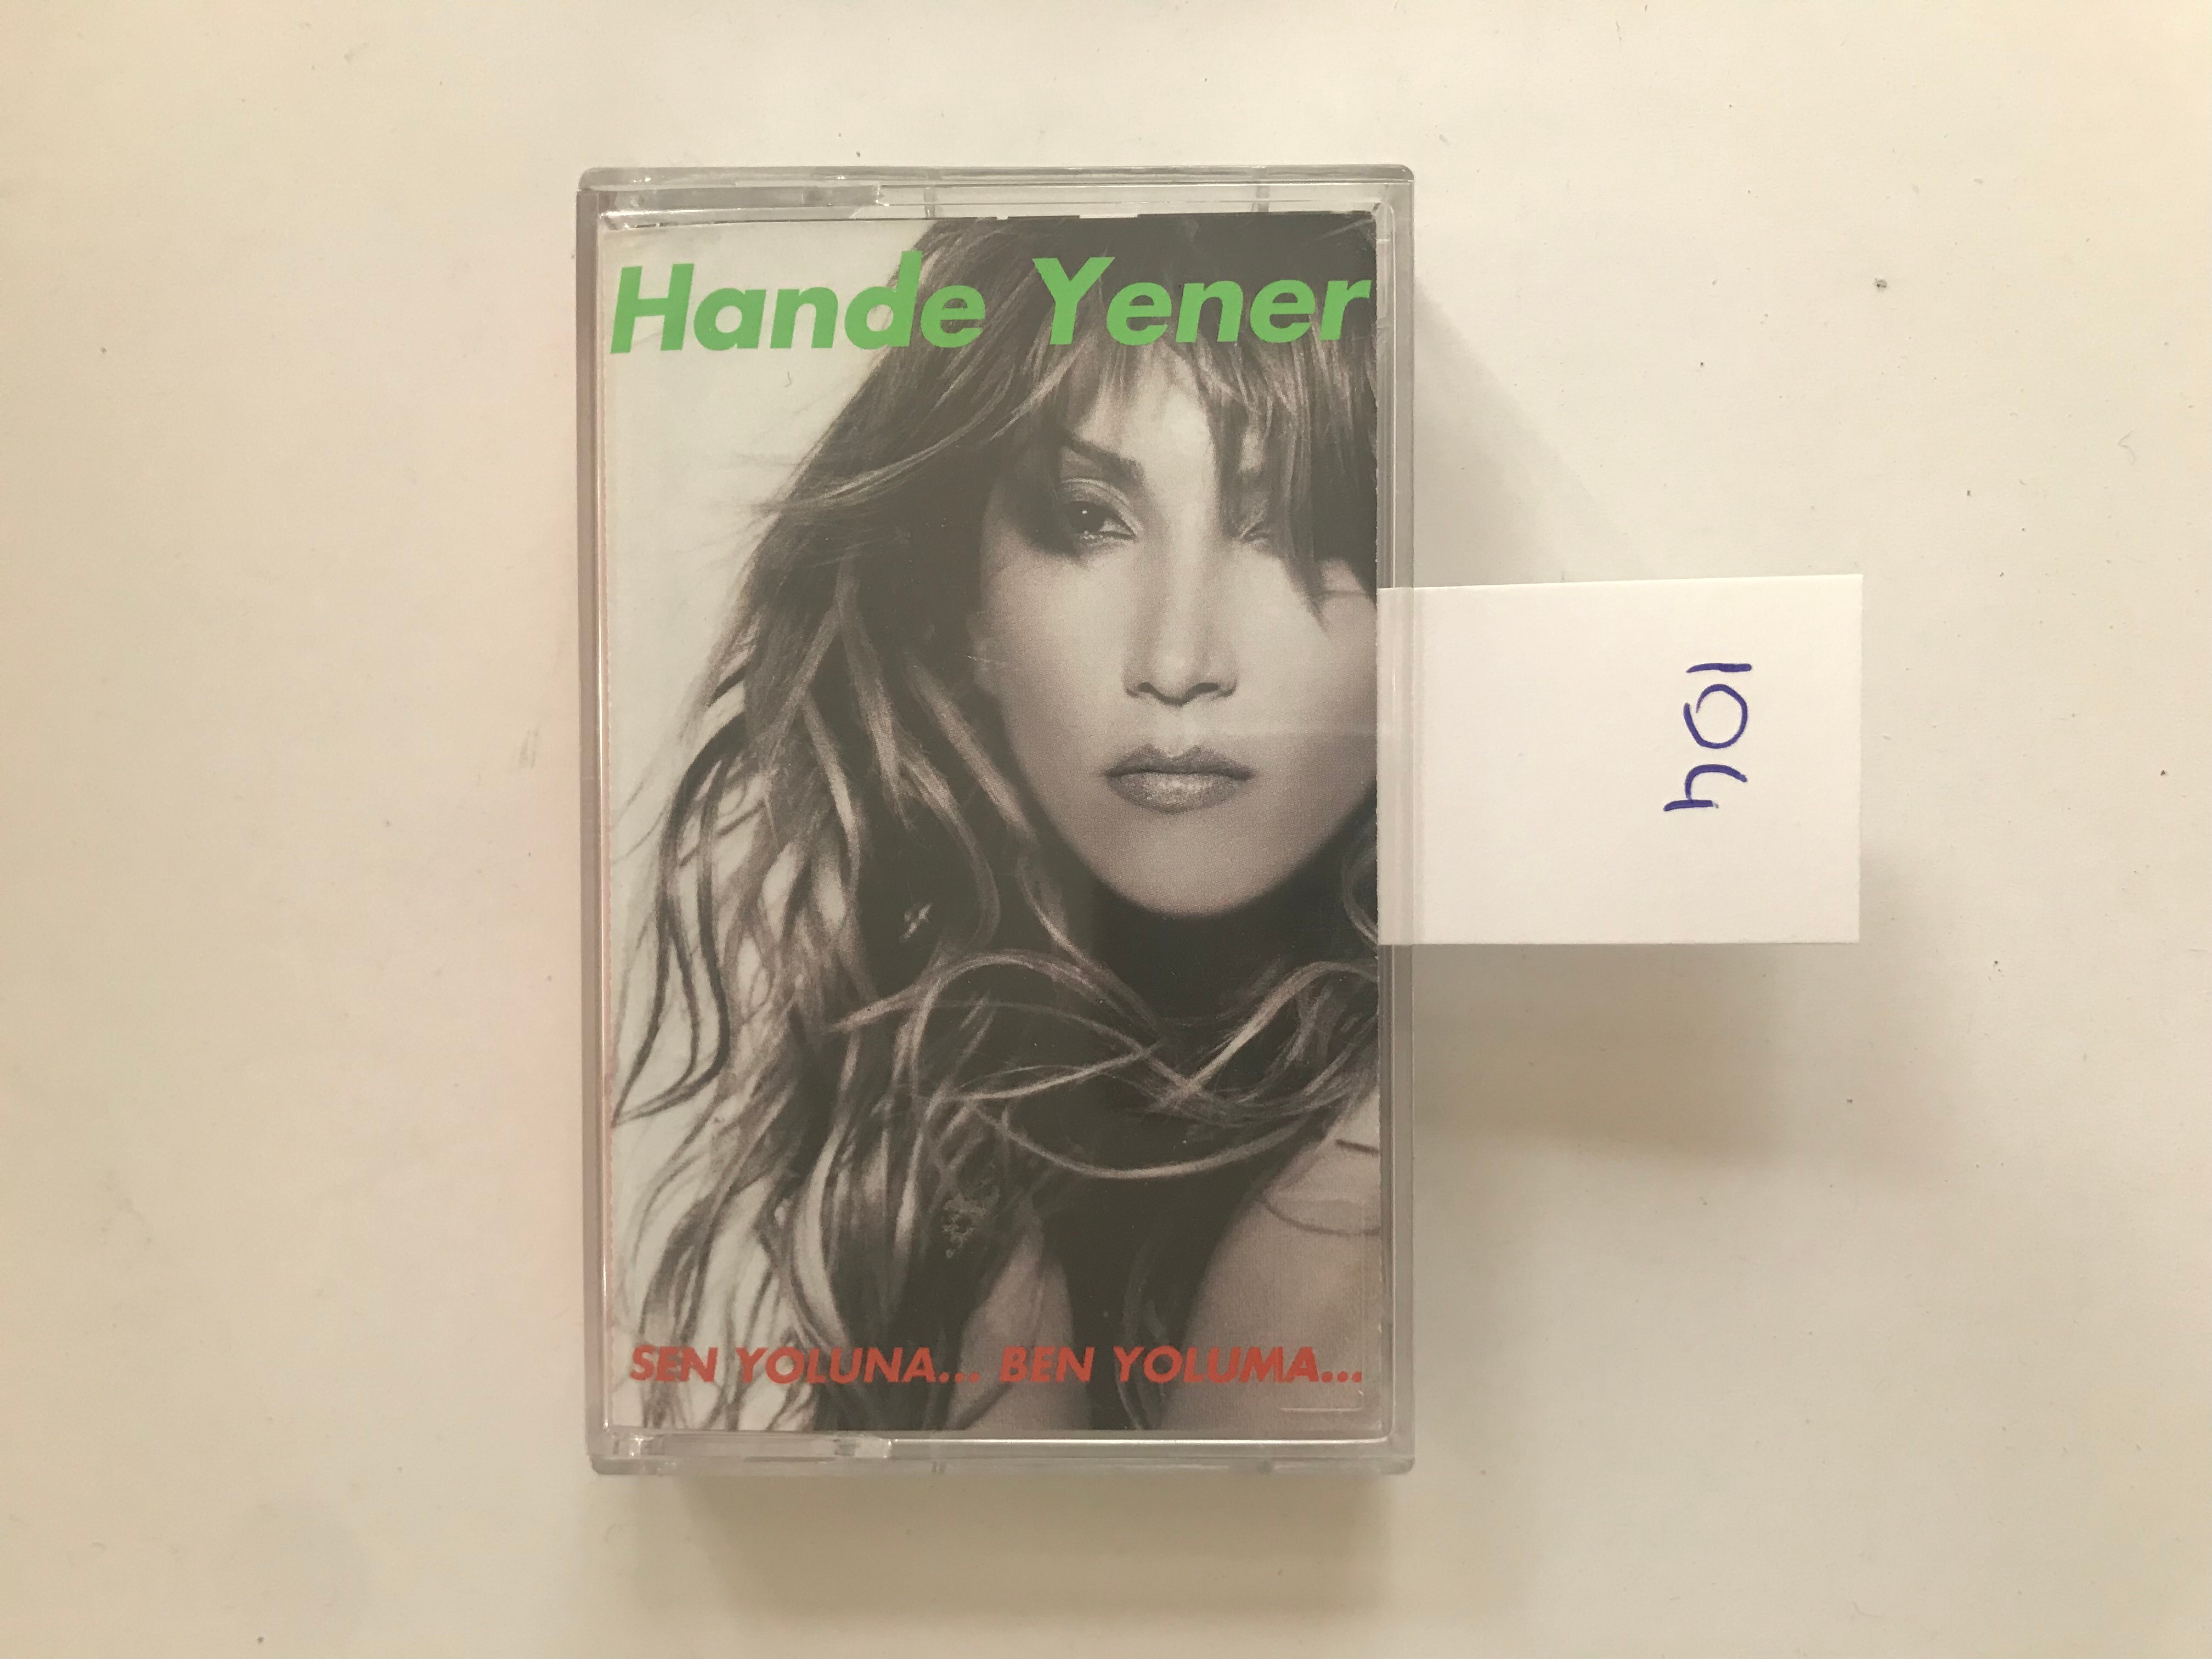 Hande Yener
SEN YOLUNA... BEN YOLUMA...
104